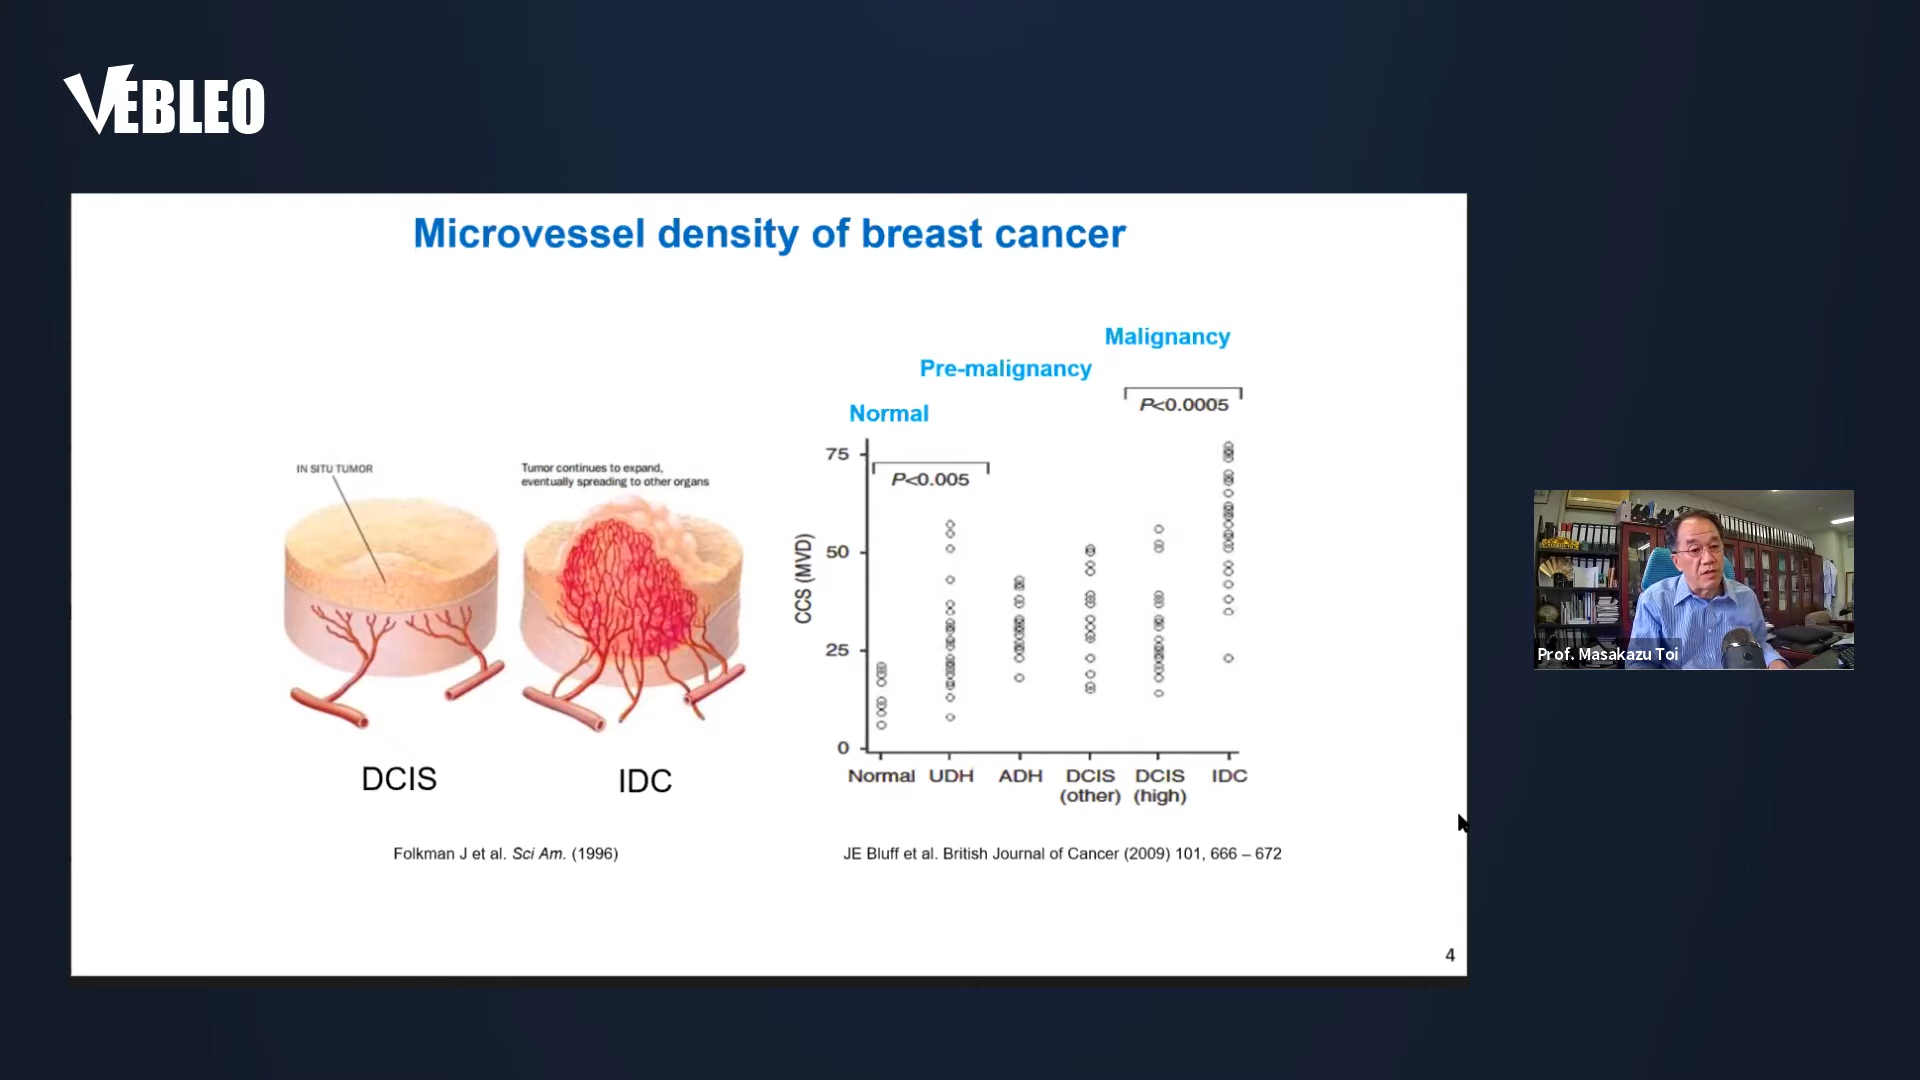 VEBLEO
Microvessel density of breast cancer
Malignancy
Pre-malignancy
Normal
P<0.0005
P<0.005
IN SITU TUMOR
Tumor continues to expand,
eventually spreading to other organs
CCS (MVD)
75
50
25
0
Normal UDH ADH DCIS DCIS IDC
(other) (high)
DCIS
IDC
Folkman J et al. Sci Am. (1996)
JE Bluff et al. British Journal of Cancer (2009) 101, 666 – 672
4
Prof. Masakazu Toi